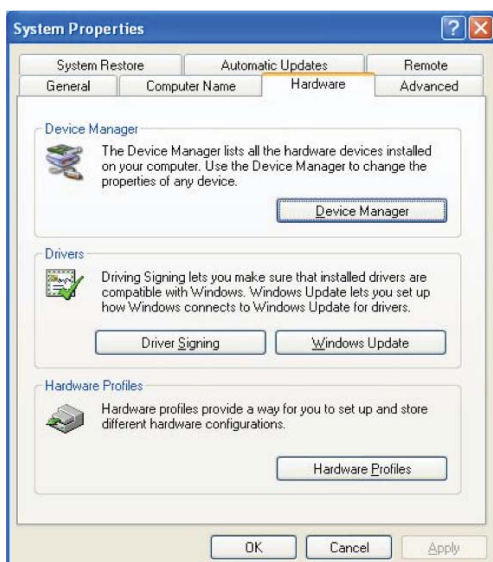 System Properties
System Restore Automatic Updates Remote
General Computer Name Hardware Advanced
Device Manager
The Device Manager lists all the hardware devices installed
on your computer. Use the Device Manager to change the
properties of any device.
Device Manager
Drivers
Driving Signing lets you make sure that installed drivers are
compatible with Windows. Windows Update lets you set up
how Windows connects to Windows Update for drivers.
Driver Signing Windows Update
Hardware Profiles
Hardware profiles provide a way for you to set up and store
different hardware configurations.
Hardware Profiles
OK Cancel Apply